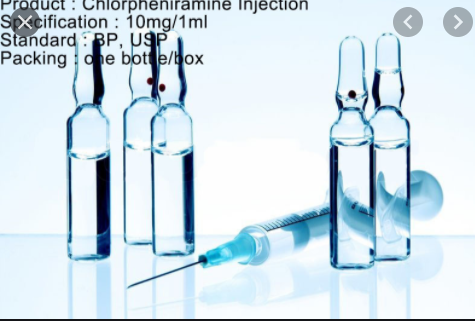 Product : Chlorpheniramine Injection
Specification : 10mg/1ml
Standard : BP, USP
Packing : one bottle/box